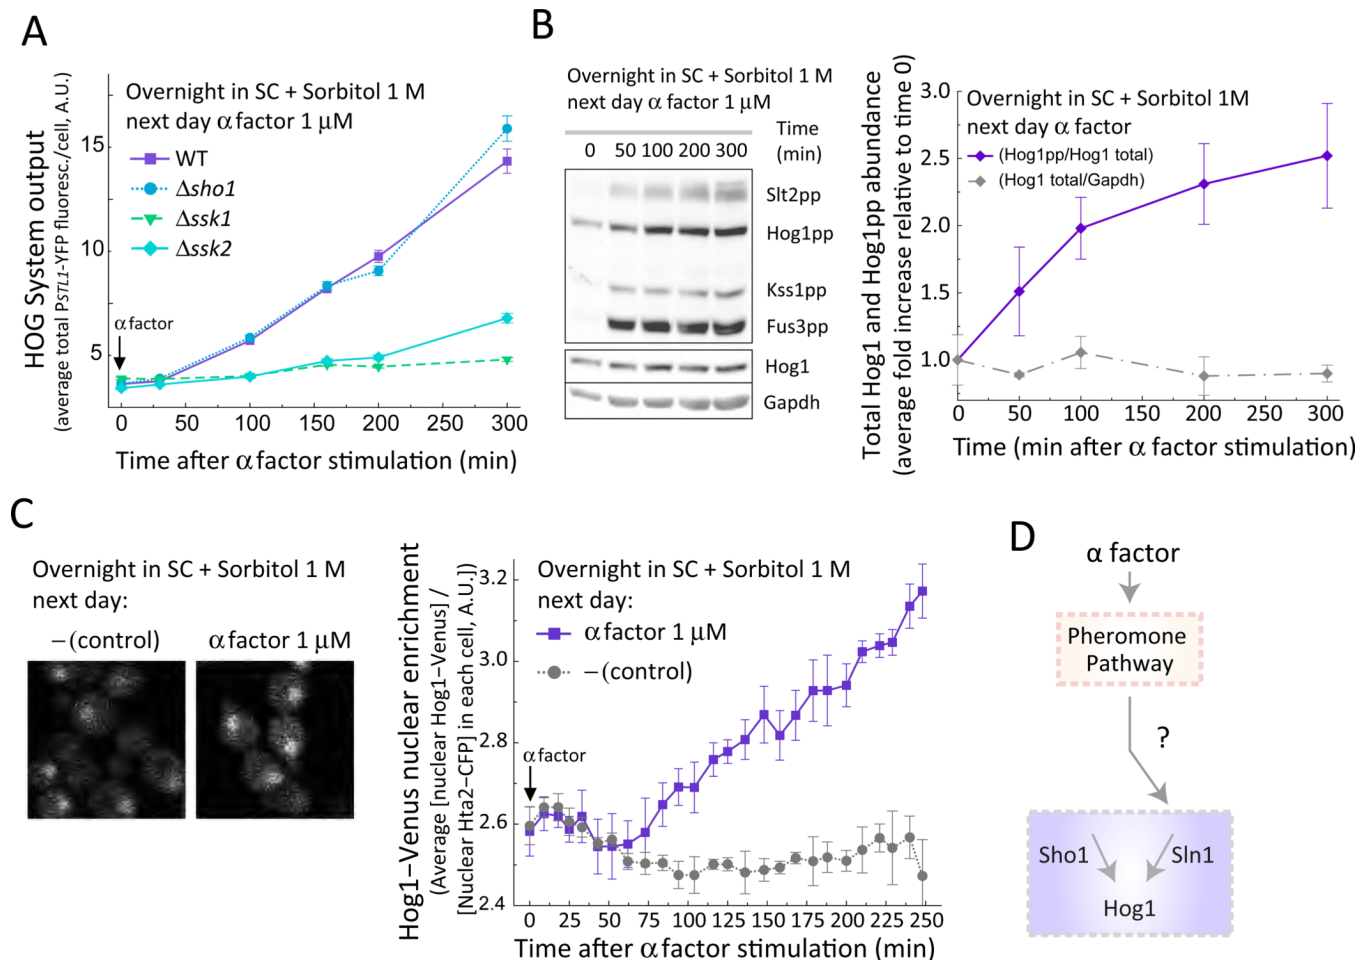 A
HOG System output
(average total PSTL1-YFP fluoresc./cell, A.U.)
Overnight in SC + Sorbitol 1 M
next day α factor 1 μM
WT
Δsho1
Δssk1
Δssk2
α factor
15
10
5
0 50 100 150 200 250 300
Time after α factor stimulation (min)
B
Overnight in SC + Sorbitol 1 M
next day α factor 1 μM
Time
(min)
0 50 100 200 300
Slt2pp
Hog1pp
Kss1pp
Fus3pp
Hog1
Gapdh
Total Hog1 and Hog1pp abundance
(average fold increase relative to time 0)
Overnight in SC + Sorbitol 1M
next day α factor
(Hog1pp/Hog1 total)
(Hog1 total/Gapdh)
3.0
2.5
2.0
1.5
1.0
0 50 100 150 200 250 300
Time (min after α factor stimulation)
C
Overnight in SC + Sorbitol 1 M
next day:
–(control)
α factor 1 μM
Hog1–Venus nuclear enrichment
(Average [nuclear Hog1–Venus] /
[Nuclear Hta2–CFP] in each cell, A.U.])
Overnight in SC + Sorbitol 1 M
next day:
α factor 1 μM
–(control)
α factor
3.2
3.0
2.8
2.6
2.4
0 25 50 75 100 125 150 175 200 225 250
Time after α factor stimulation (min)
D
α factor
Pheromone
Pathway
?
Sho1
Sln1
Hog1